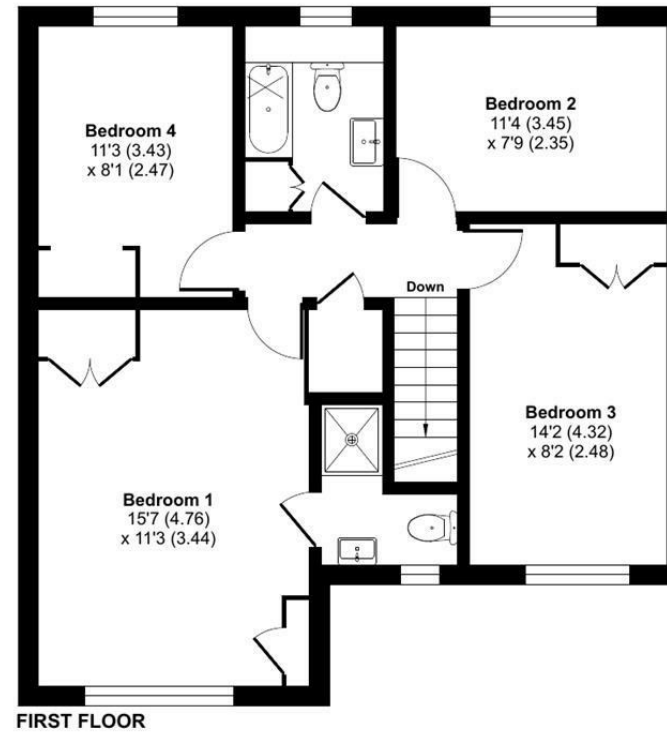 Bedroom 4
11'3 (3.43)
x 8'1 (2.47)
Bedroom 2
11'4 (3.45)
x 7'9 (2.35)
Down
Bedroom 3
14'2 (4.32)
x 8'2 (2.48)
Bedroom 1
15'7 (4.76)
x 11'3 (3.44)
FIRST FLOOR